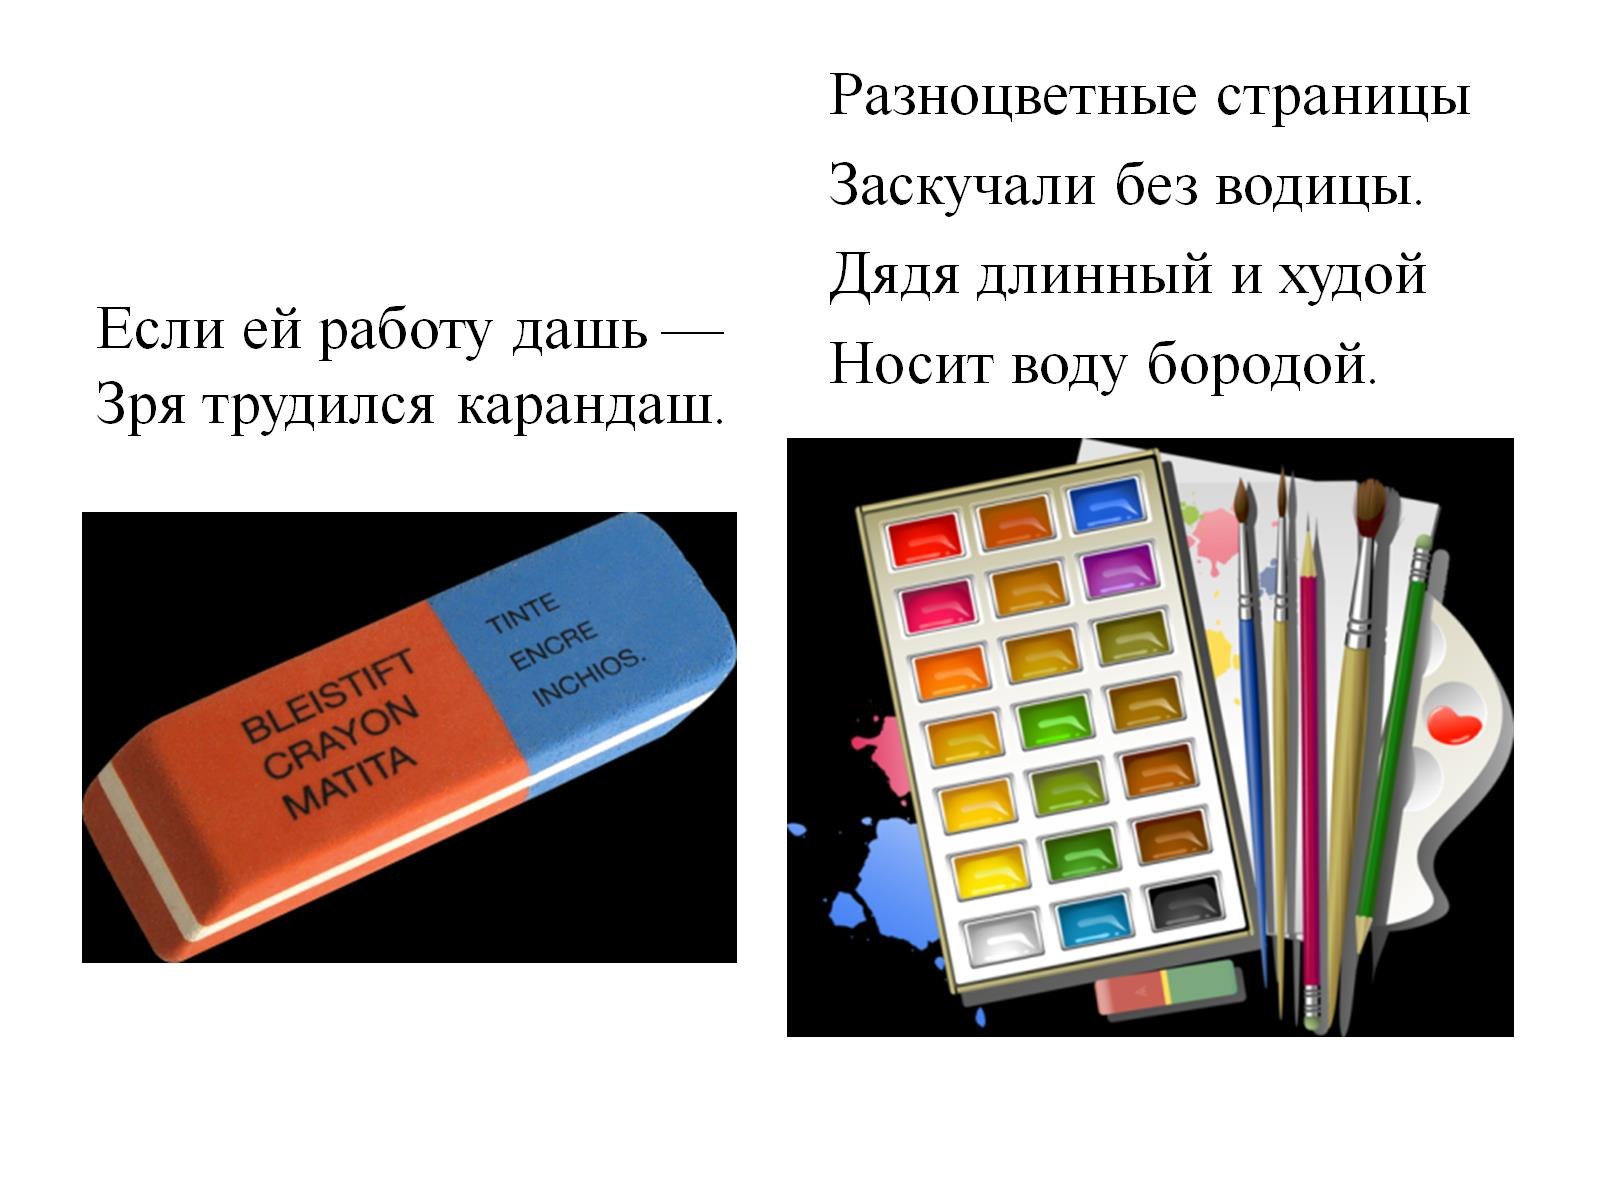 Если ей работу дашь —
Зря трудился карандаш.
BLEISTIFT
CRAYON
MATITA
TINTE
ENCRE
INCHIOS.
Разноцветные страницы
Заскучали без водицы.
Дядя длинный и худой
Носит воду бородой.